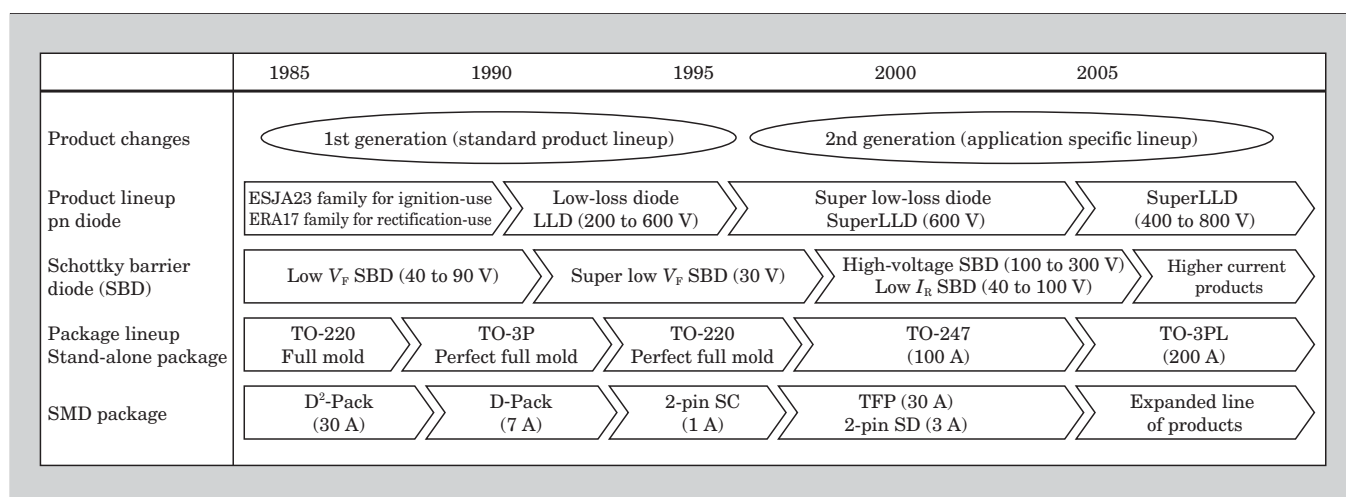 1985 1990 1995 2000 2005
Product changes
1st generation (standard product lineup)
2nd generation (application specific lineup)
Product lineup
pn diode
ESJA23 family for ignition-use
ERA17 family for rectification-use
Low-loss diode
LLD (200 to 600 V)
Super low-loss diode
SuperLLD (600 V)
SuperLLD
(400 to 800 V)
Schottky barrier
diode (SBD)
Low VF SBD (40 to 90 V)
Super low VF SBD (30 V)
High-voltage SBD (100 to 300 V)
Low IR SBD (40 to 100 V)
Higher current
products
Package lineup
Stand-alone package
TO-220
Full mold
TO-3P
Perfect full mold
TO-220
Perfect full mold
TO-247
(100 A)
TO-3PL
(200 A)
SMD package
D²-Pack
(30 A)
D-Pack
(7 A)
2-pin SC
(1 A)
TFP (30 A)
2-pin SD (3 A)
Expanded line
of products